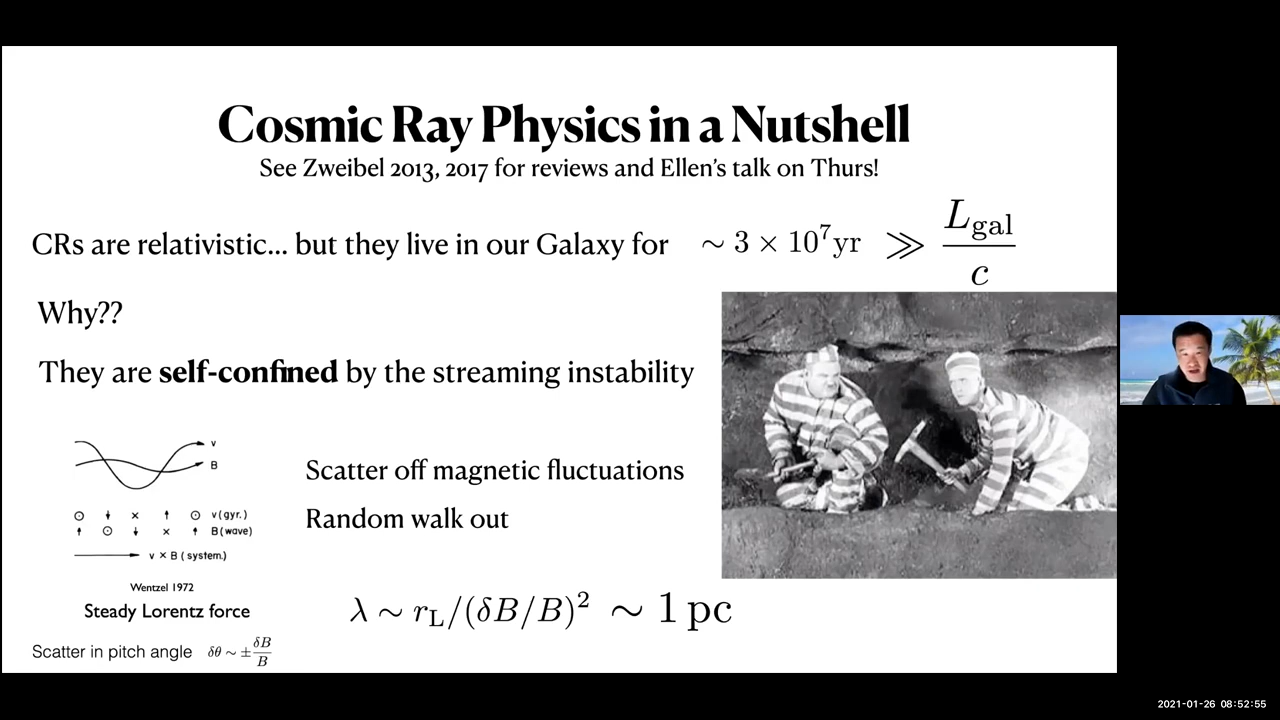 Cosmic Ray Physics in a Nutshell
See Zweibel 2013, 2017 for reviews and Ellen's talk on Thurs!
CRs are relativistic... but they live in our Galaxy for ~ 3 × 10⁷yr ≫ L_gal/c
Why??
They are self-confined by the streaming instability
v
B
Scatter off magnetic fluctuations
⊙ ↓ × ↑ ⊙ v(gyr.)
↑ ⊙ ↓ × ↑ B(wave)
Random walk out
v × B (system.)
Wentzel 1972
Steady Lorentz force
λ ~ r_L/(δB/B)² ~ 1 pc
Scatter in pitch angle δθ ~ ± δB/B
2021-01-26 08:52:55